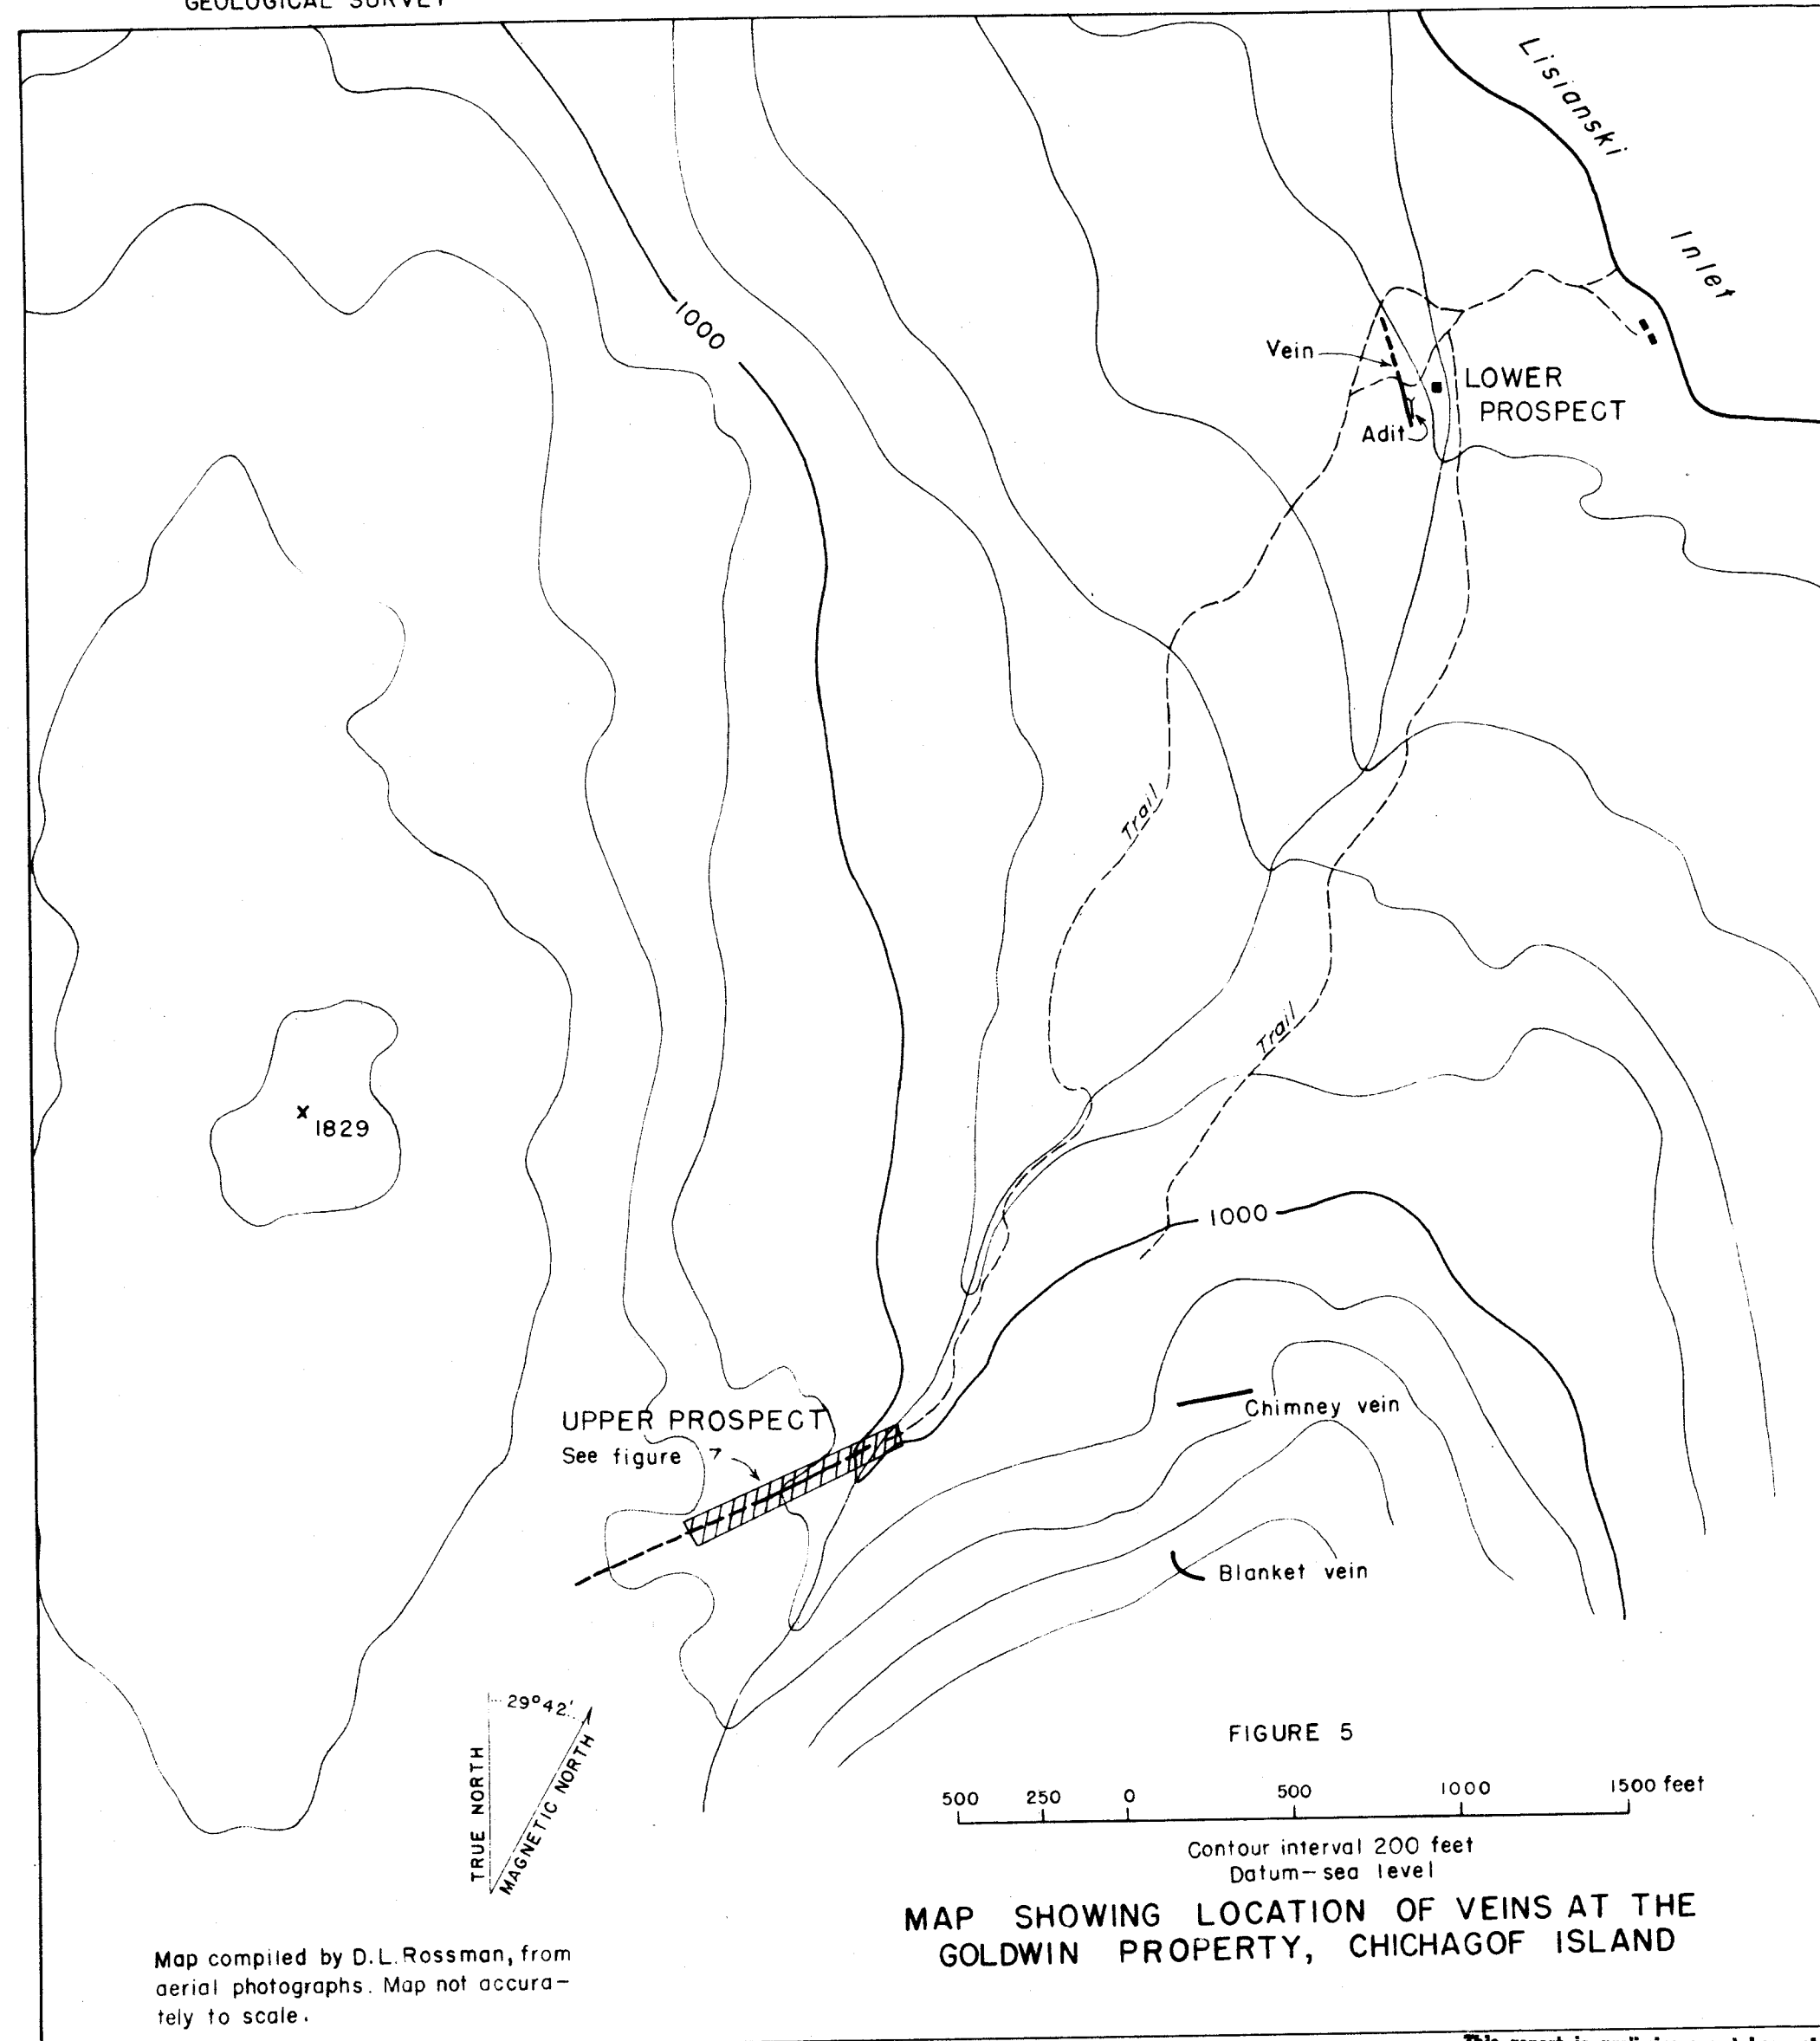 GEOLOGICAL SURVEY
Lisianski
Inlet
1000
Vein
LOWER
PROSPECT
Adit
Trail
Trail
x
1829
1000
UPPER PROSPECT
See figure 7
Chimney vein
Blanket vein
29°42'
TRUE NORTH
MAGNETIC NORTH
FIGURE 5
500 250 0 500 1000 1500 feet
Contour interval 200 feet
Datum—sea level
MAP SHOWING LOCATION OF VEINS AT THE
GOLDWIN PROPERTY, CHICHAGOF ISLAND
Map compiled by D.L. Rossman, from
aerial photographs. Map not accura-
tely to scale.